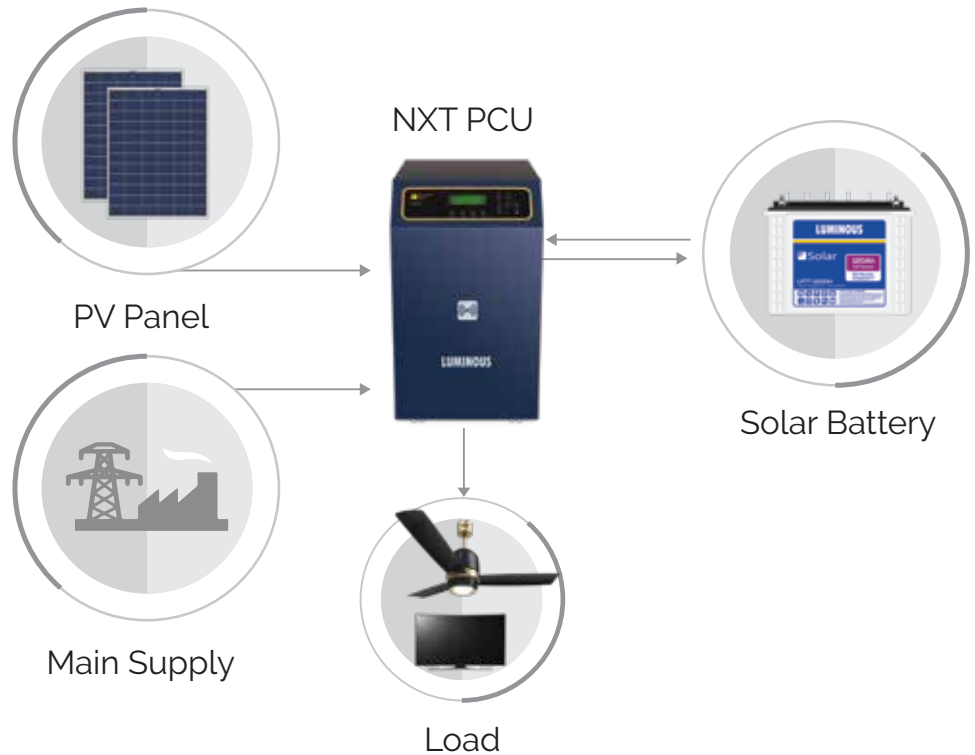 NXT PCU
LUMINOUS
PV Panel
LUMINOUS
Solar
Solar Battery
Main Supply
Load